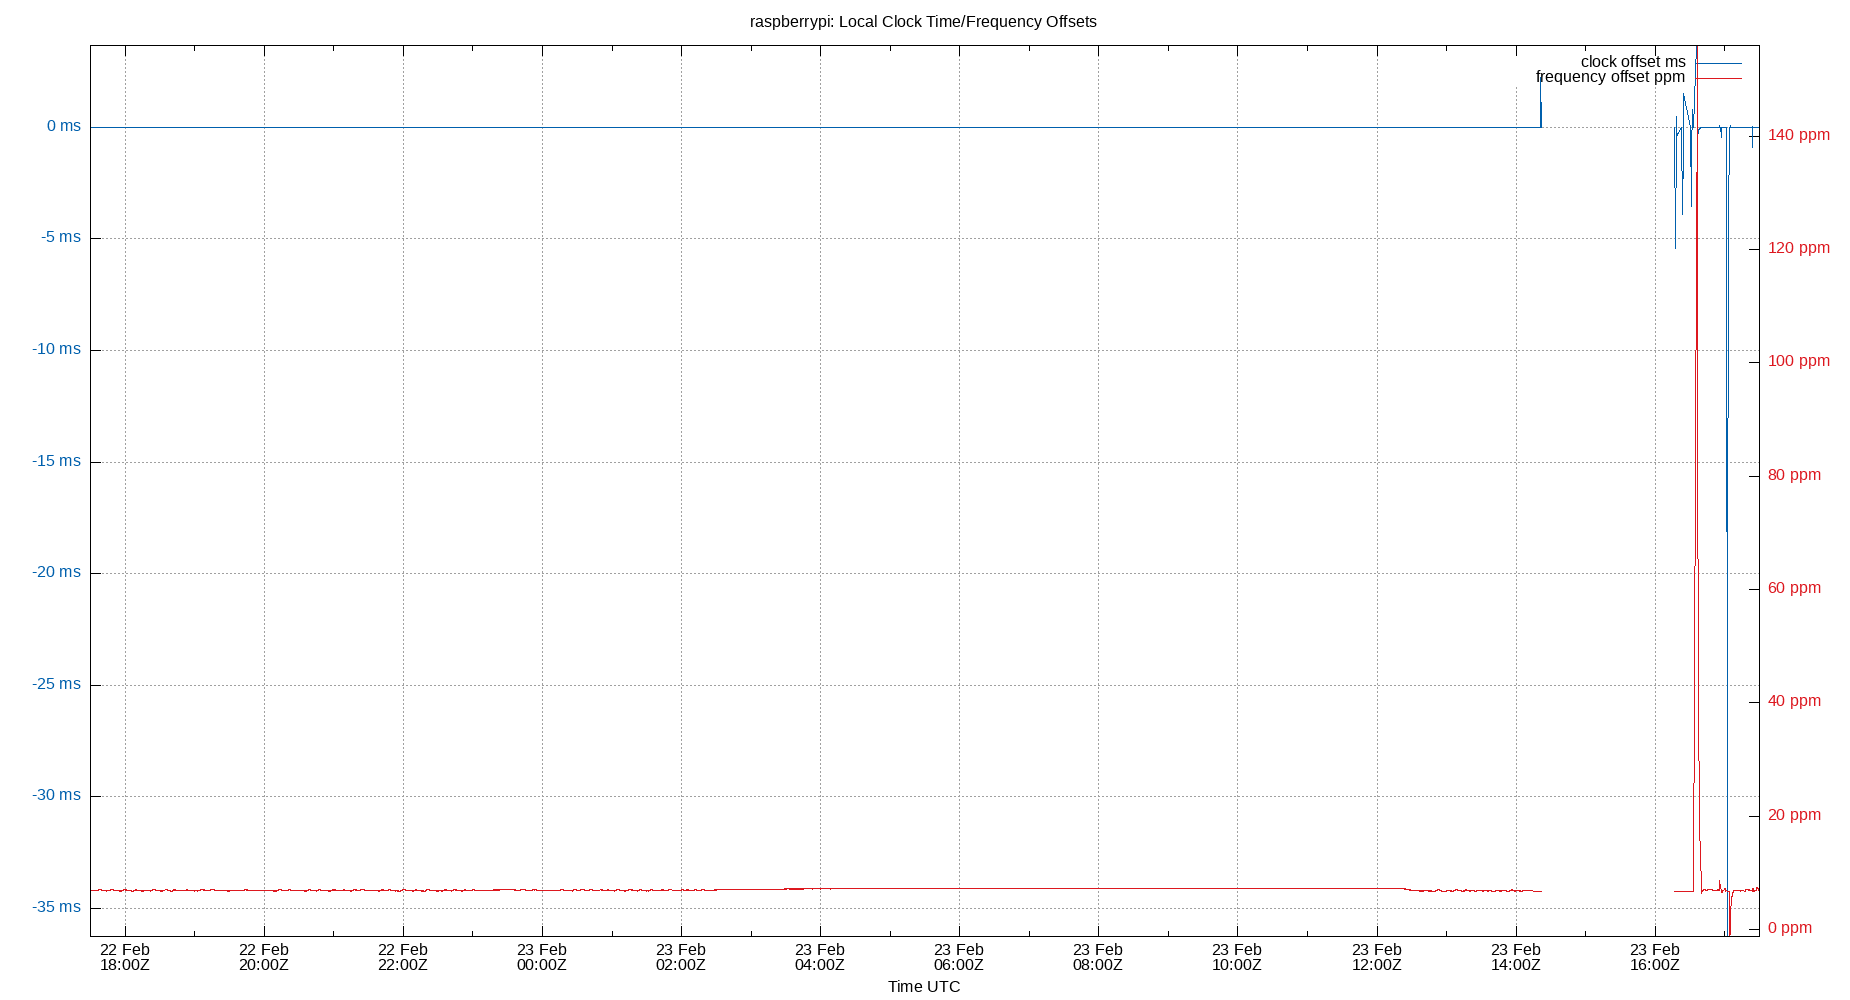 raspberrypi: Local Clock Time/Frequency Offsets
clock offset ms
frequency offset ppm
0 ms
-5 ms
-10 ms
-15 ms
-20 ms
-25 ms
-30 ms
-35 ms
140 ppm
120 ppm
100 ppm
80 ppm
60 ppm
40 ppm
20 ppm
0 ppm
22 Feb
18:00Z
22 Feb
20:00Z
22 Feb
22:00Z
23 Feb
00:00Z
23 Feb
02:00Z
23 Feb
04:00Z
23 Feb
06:00Z
23 Feb
08:00Z
23 Feb
10:00Z
23 Feb
12:00Z
23 Feb
14:00Z
23 Feb
16:00Z
Time UTC